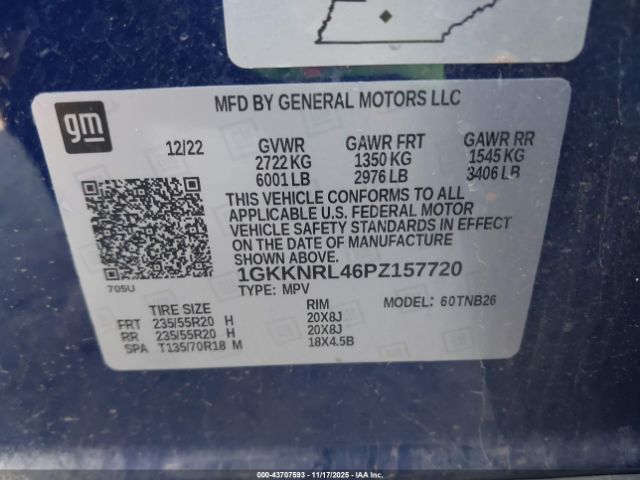 MFD BY GENERAL MOTORS LLC
gm
12/22 GVWR GAWR FRT GAWR RR
2722 KG 1350 KG 1545 KG
6001 LB 2976 LB 3406 LB
THIS VEHICLE CONFORMS TO ALL
APPLICABLE U.S. FEDERAL MOTOR
VEHICLE SAFETY STANDARDS IN EFFECT
ON THE DATE OF MANUFACTURE
SHOWN ABOVE.
1GKKNRL46PZ157720
705U
TYPE: MPV MODEL: 60TNB26
TIRE SIZE RIM
FRT 235/55R20 H 20X8J
RR 235/55R20 H 20X8J
SPA T135/70R18 M 18X4.5B
000-43707593 - 11/17/2025 - IAAI.COM